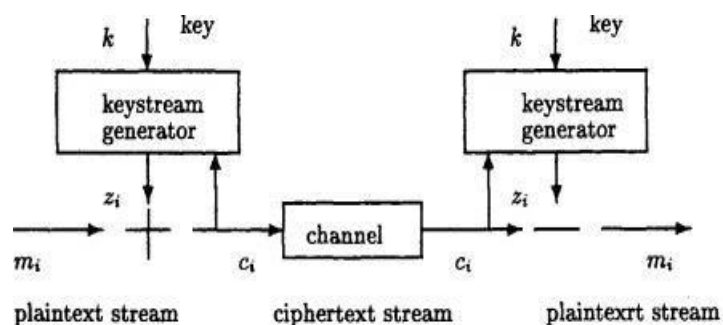 k key k key
keystream generator keystream generator
z_i z_i
channel
m_i c_i c_i m_i
plaintext stream ciphertext stream plaintexrt stream